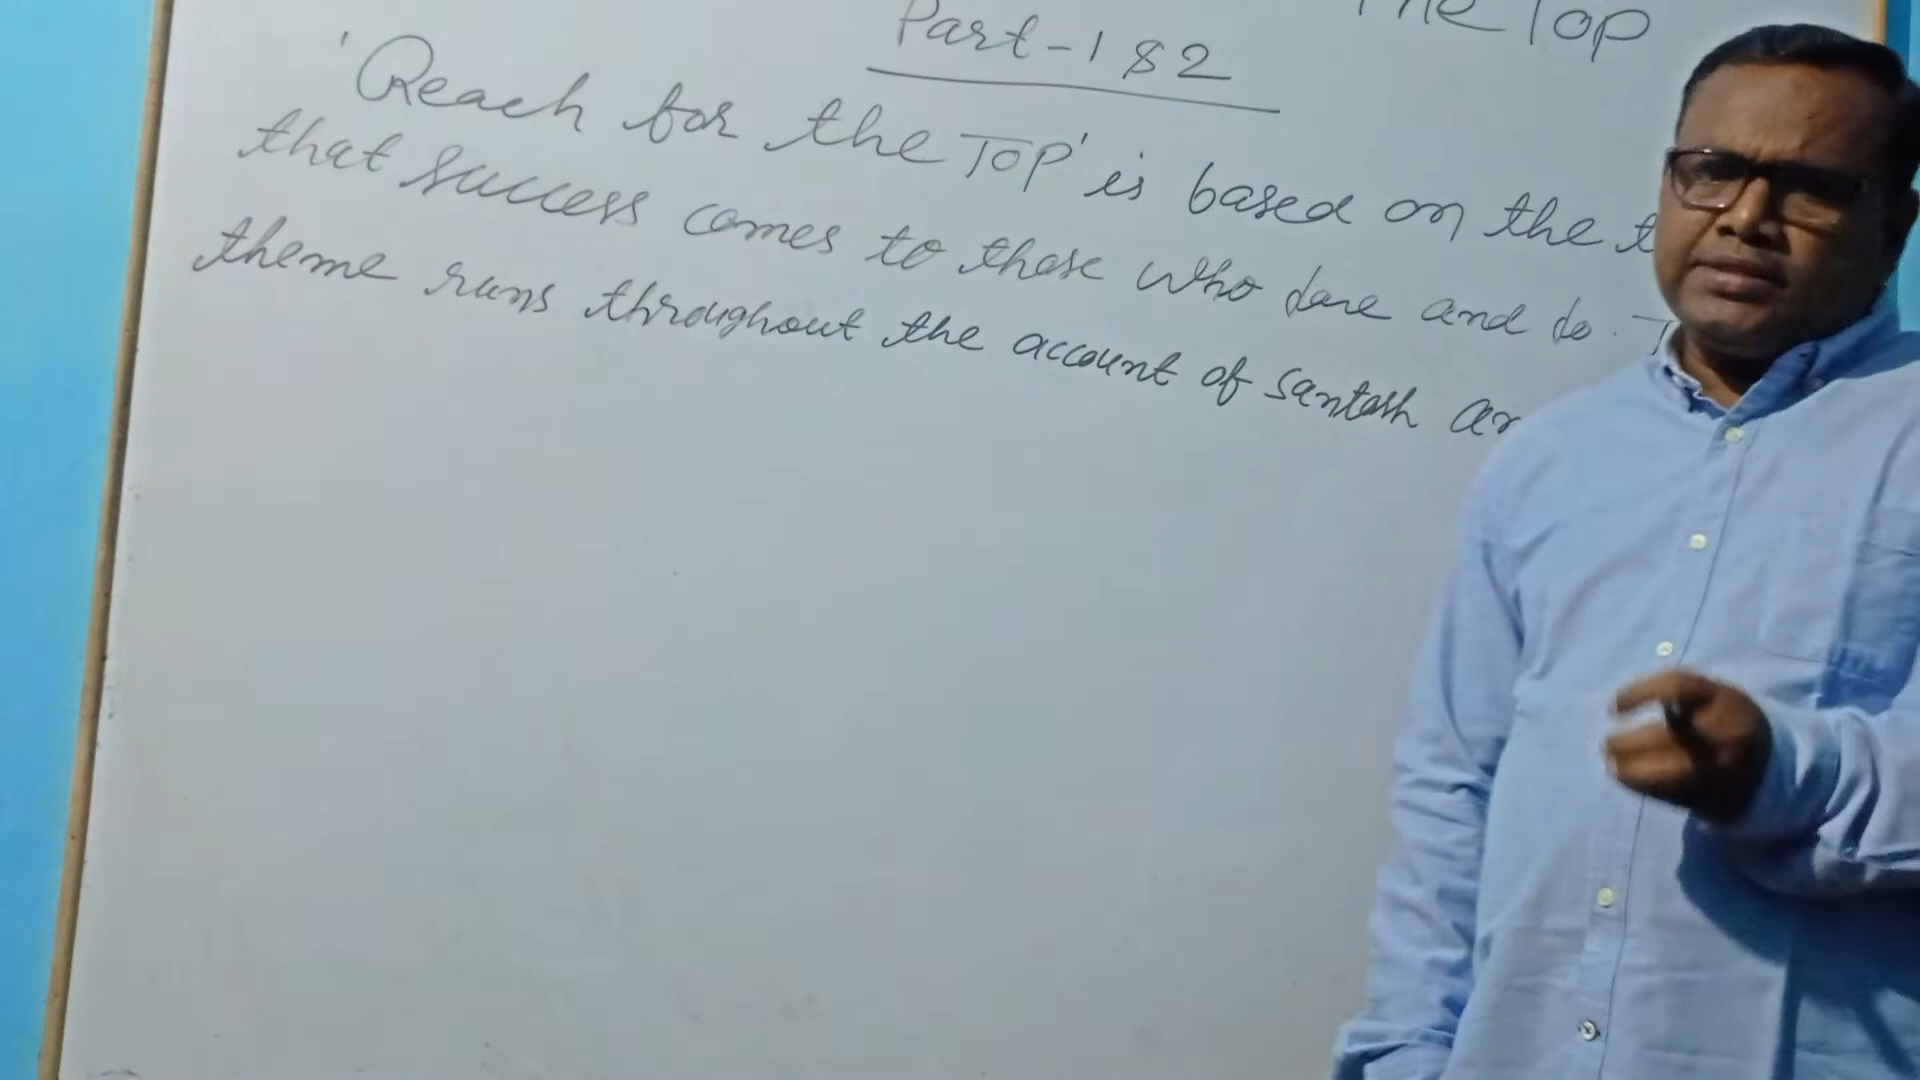 The Top
Part-1 & 2
'Reach for the Top' is based on the
that success comes to those who dare and do.
theme runs throughout the account of Santosh